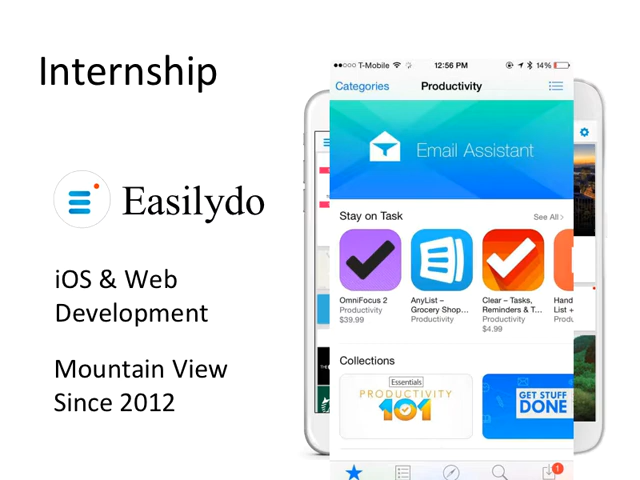 Internship
Easilydo
iOS & Web
Development
Mountain View
Since 2012
T-Mobile 12:56 PM 14%
Categories Productivity
Email Assistant
Stay on Task See All >
OmniFocus 2
Productivity
$39.99
AnyList –
Grocery Shop...
Productivity
Clear – Tasks,
Reminders & T...
Productivity
$4.99
Hand
List +
Produ
Collections
Essentials
PRODUCTIVITY
101
GET STUFF
DONE
1